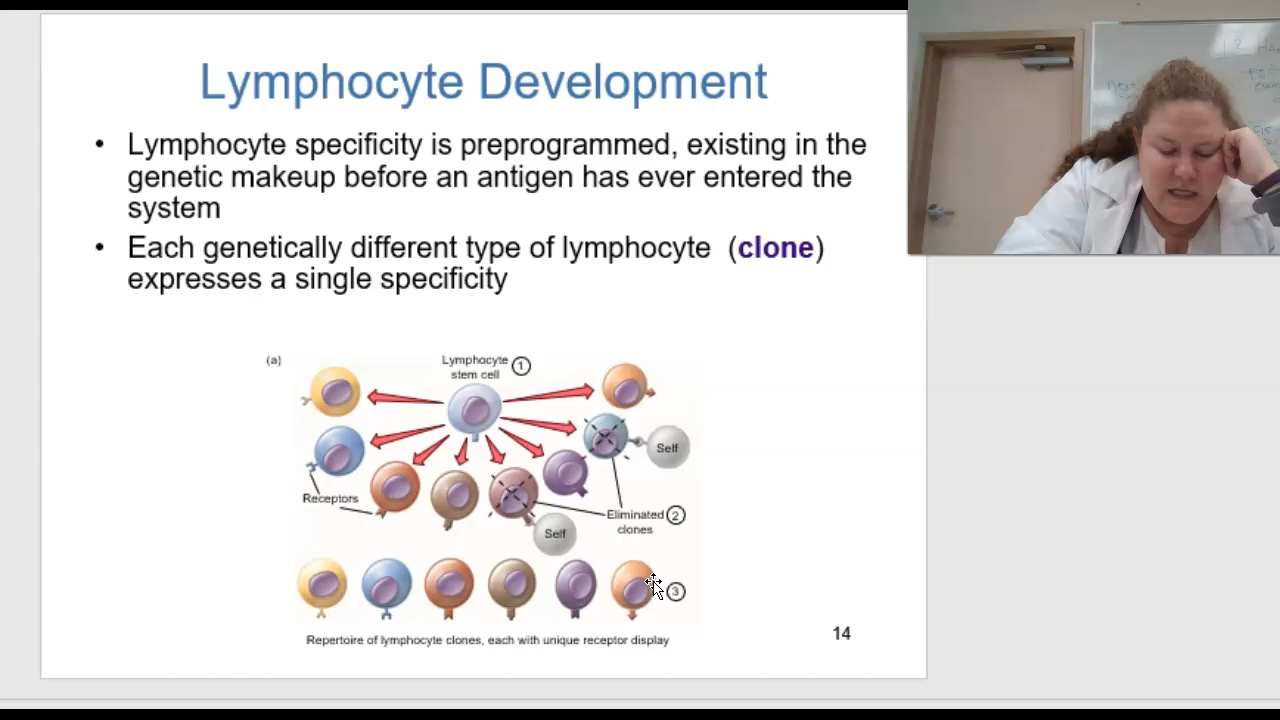 Lymphocyte Development
• Lymphocyte specificity is preprogrammed, existing in the
genetic makeup before an antigen has ever entered the
system
• Each genetically different type of lymphocyte (clone)
expresses a single specificity
(a)
Lymphocyte
stem cell
1
Self
Receptors
Eliminated
clones
2
Self
3
Repertoire of lymphocyte clones, each with unique receptor display
14